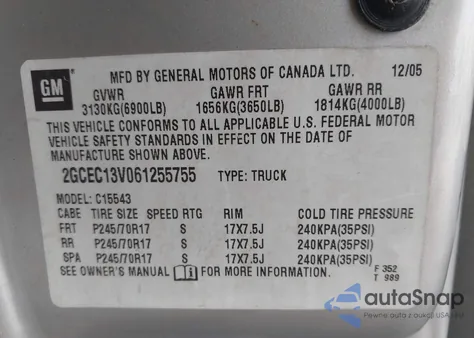 GM
MFD BY GENERAL MOTORS OF CANADA LTD. 12/05
GVWR GAWR FRT GAWR RR
3130KG(6900LB) 1656KG(3650LB) 1814KG(4000LB)
THIS VEHICLE CONFORMS TO ALL APPLICABLE U.S. FEDERAL MOTOR
VEHICLE SAFETY STANDARDS IN EFFECT ON THE DATE OF
MANUFACTURE SHOWN ABOVE.
2GCEC13V061255755 TYPE: TRUCK
MODEL: C15543
CABE TIRE SIZE SPEED RTG RIM COLD TIRE PRESSURE
FRT P245/70R17 S 17X7.5J 240KPA(35PSI)
RR P245/70R17 S 17X7.5J 240KPA(35PSI)
SPA P245/70R17 S 17X7.5J 240KPA(35PSI)
SEE OWNER'S MANUAL FOR MORE INFORMATION.
F 352
T 989
autoSnap
Pewne auta z aukcji USA